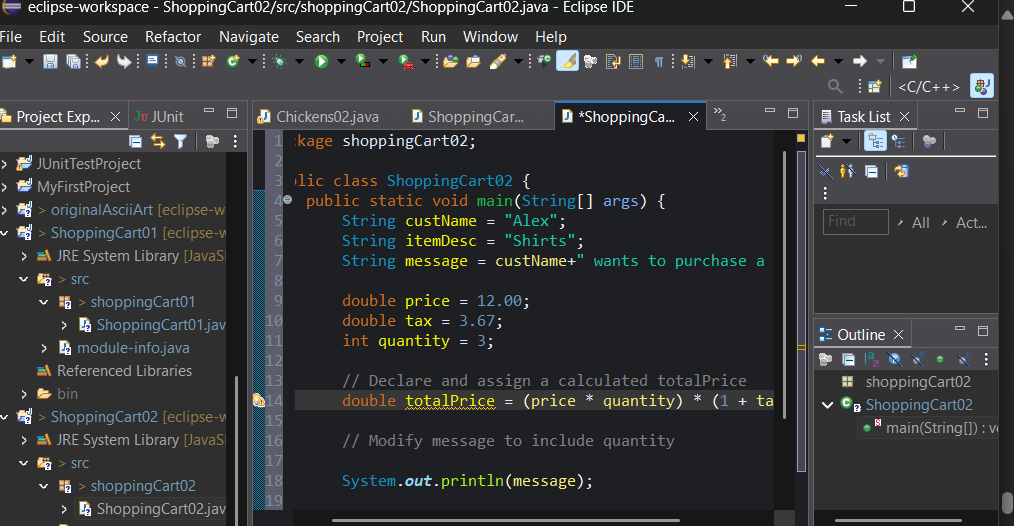 eclipse-workspace - ShoppingCart02/src/shoppingCart02/ShoppingCart02.java - Eclipse IDE
File Edit Source Refactor Navigate Search Project Run Window Help
<C/C++>
Project Exp...
JUnit
Chickens02.java
ShoppingCar...
*ShoppingCa...
2
Task List
JUnitTestProject
MyFirstProject
> originalAsciiArt [eclipse-w
> ShoppingCart01 [eclipse-w
JRE System Library [JavaS
> src
> shoppingCart01
ShoppingCart01.jav
module-info.java
Referenced Libraries
> bin
> ShoppingCart02 [eclipse-w
JRE System Library [JavaS
> src
> shoppingCart02
ShoppingCart02.jav
1 kage shoppingCart02;
2
3 lic class ShoppingCart02 {
4 public static void main(String[] args) {
5 String custName = "Alex";
6 String itemDesc = "Shirts";
7 String message = custName+" wants to purchase a
8
9 double price = 12.00;
10 double tax = 3.67;
11 int quantity = 3;
12
13 // Declare and assign a calculated totalPrice
14 double totalPrice = (price * quantity) * (1 + ta
15
16 // Modify message to include quantity
17
18 System.out.println(message);
19
Find
All
Act...
Outline
shoppingCart02
ShoppingCart02
main(String[]) : v